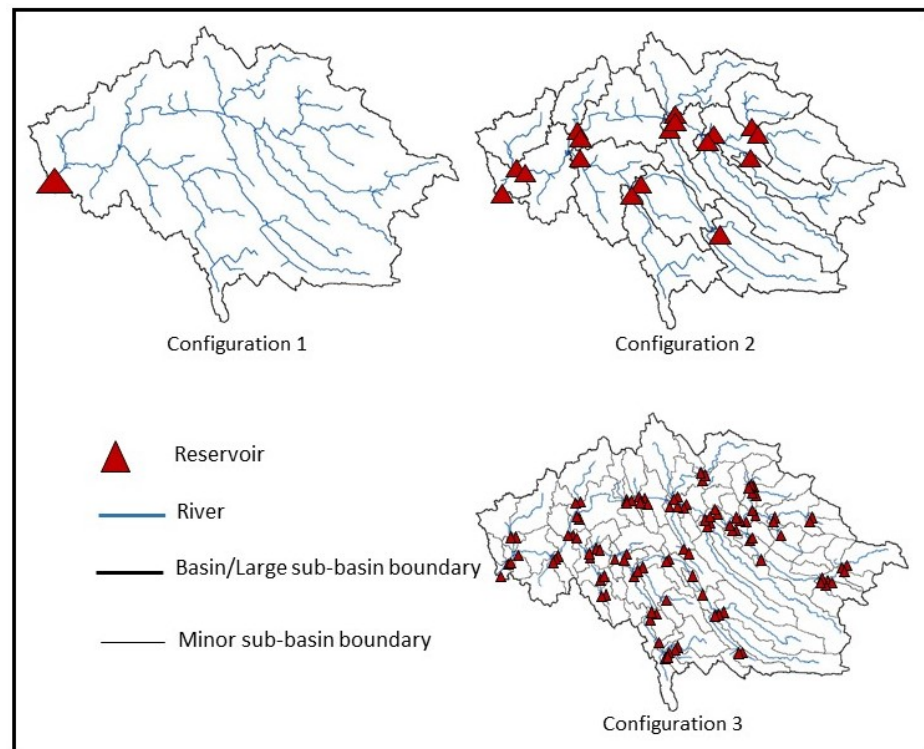 Configuration 1
Configuration 2
Reservoir
River
Basin/Large sub-basin boundary
Minor sub-basin boundary
Configuration 3